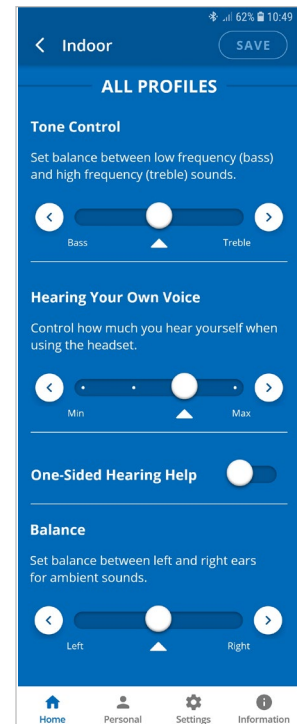 62% 10:49
Indoor
SAVE
ALL PROFILES
Tone Control
Set balance between low frequency (bass)
and high frequency (treble) sounds.
Bass Treble
Hearing Your Own Voice
Control how much you hear yourself when
using the headset.
Min Max
One-Sided Hearing Help
Balance
Set balance between left and right ears
for ambient sounds.
Left Right
Home Personal Settings Information